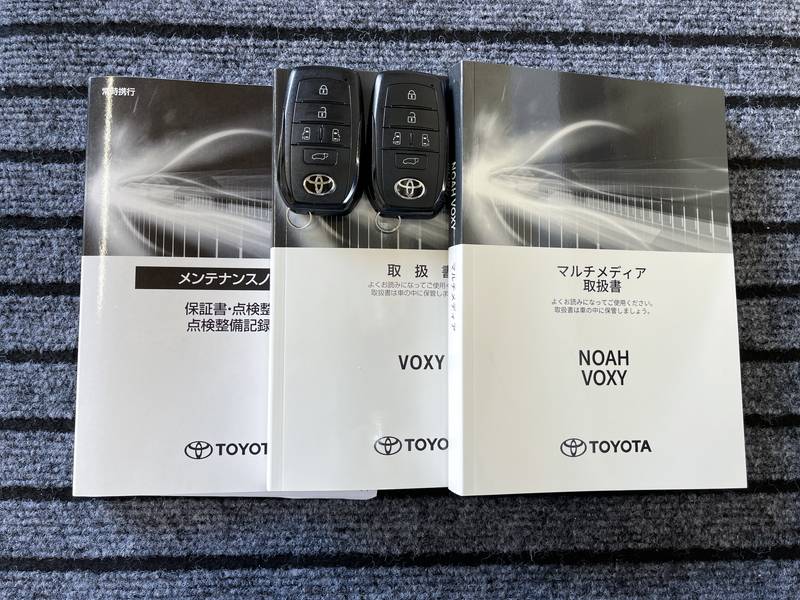 常時携行
メンテナンスノ
保証書・点検整
点検整備記録
TOYOT
取扱書
よくお読みになってご使用く
取扱書は車の中に保管しま
VOXY
TOYO
NOAH VOXY
マルチメディア
マルチメディア
取扱書
よくお読みになってご使用ください。
取扱書は車の中に保管しましょう。
NOAH
VOXY
TOYOTA